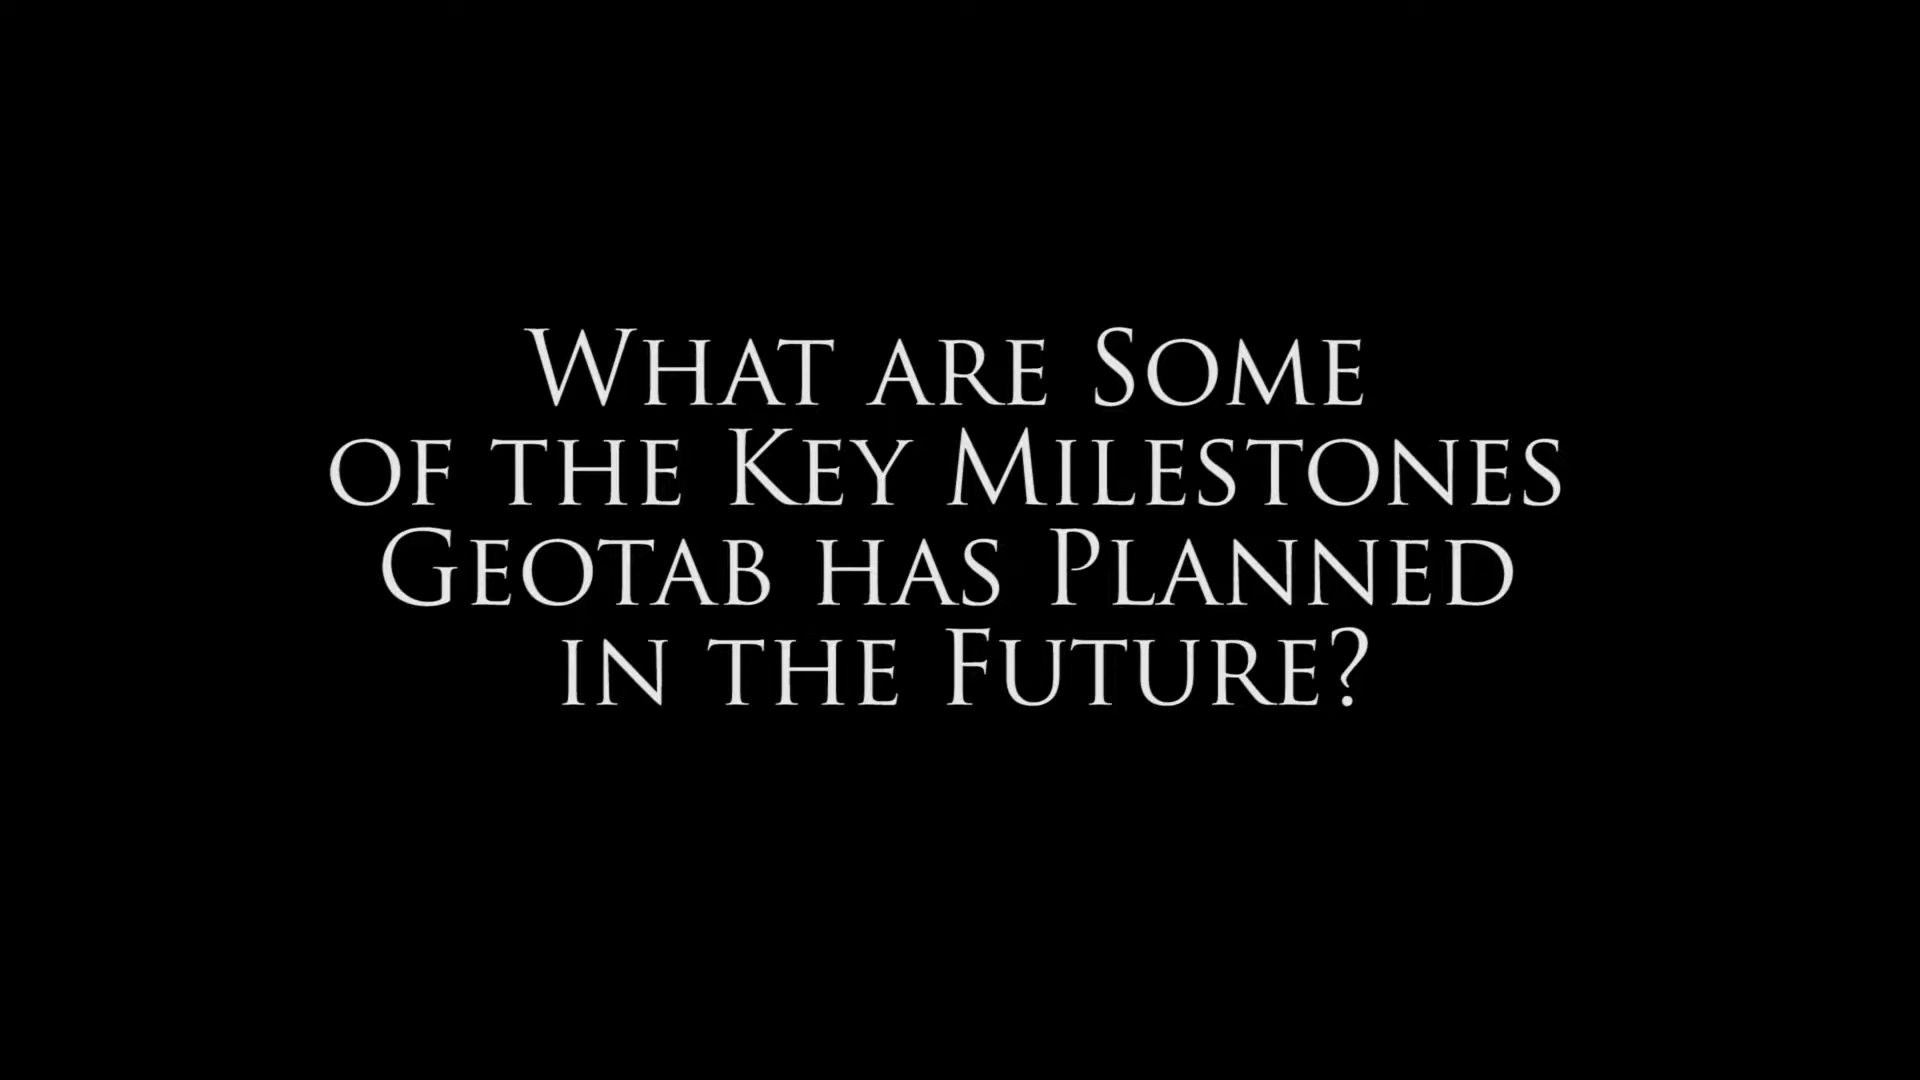 What are Some
of the Key Milestones
Geotab has Planned
in the Future?